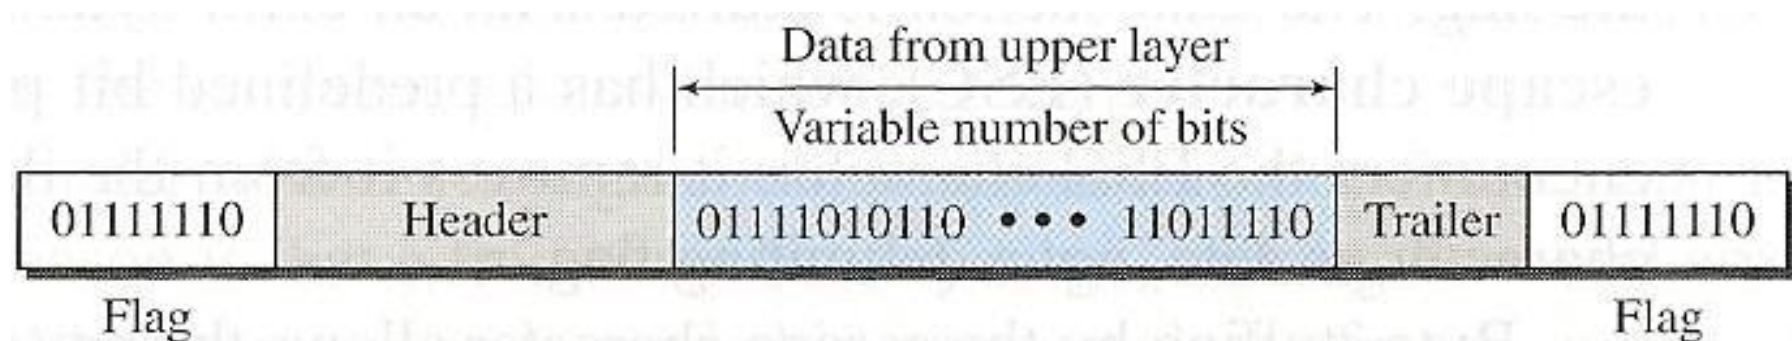 Data from upper layer
Variable number of bits
01111110 Header 01111010110 ••• 11011110 Trailer 01111110
Flag Flag